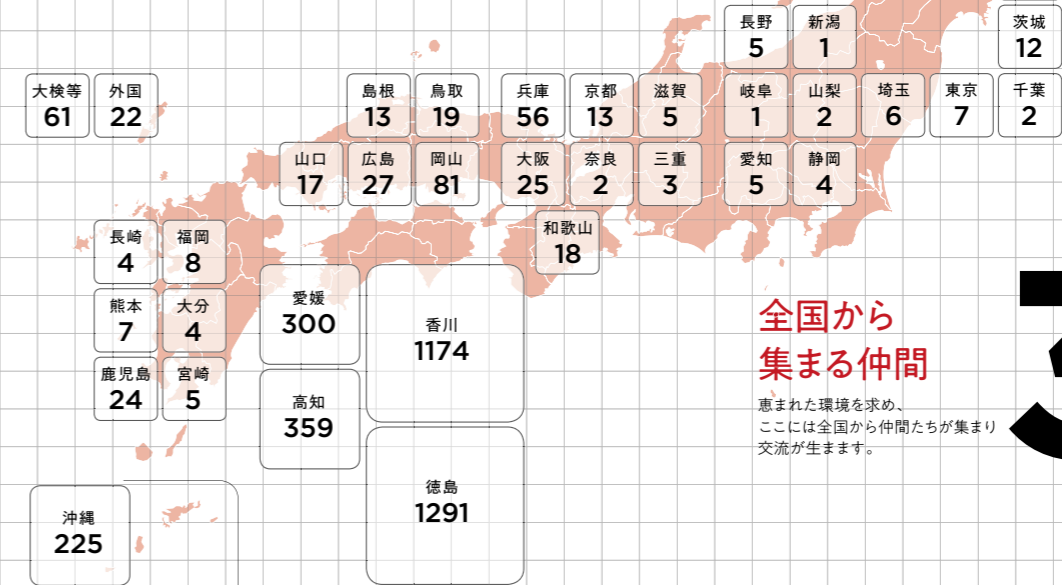 長野
5
新潟
1
茨城
12
大検等
61
外国
22
島根
13
鳥取
19
兵庫
56
京都
13
滋賀
5
岐阜
1
山梨
2
埼玉
6
東京
7
千葉
2
山口
17
広島
27
岡山
81
大阪
25
奈良
2
三重
3
愛知
5
静岡
4
和歌山
18
長崎
4
福岡
8
熊本
7
大分
4
鹿児島
24
宮崎
5
愛媛
300
香川
1174
高知
359
徳島
1291
沖縄
225
全国から
集まる仲間
恵まれた環境を求め、
ここには全国から仲間たちが集まり
交流が生まます。